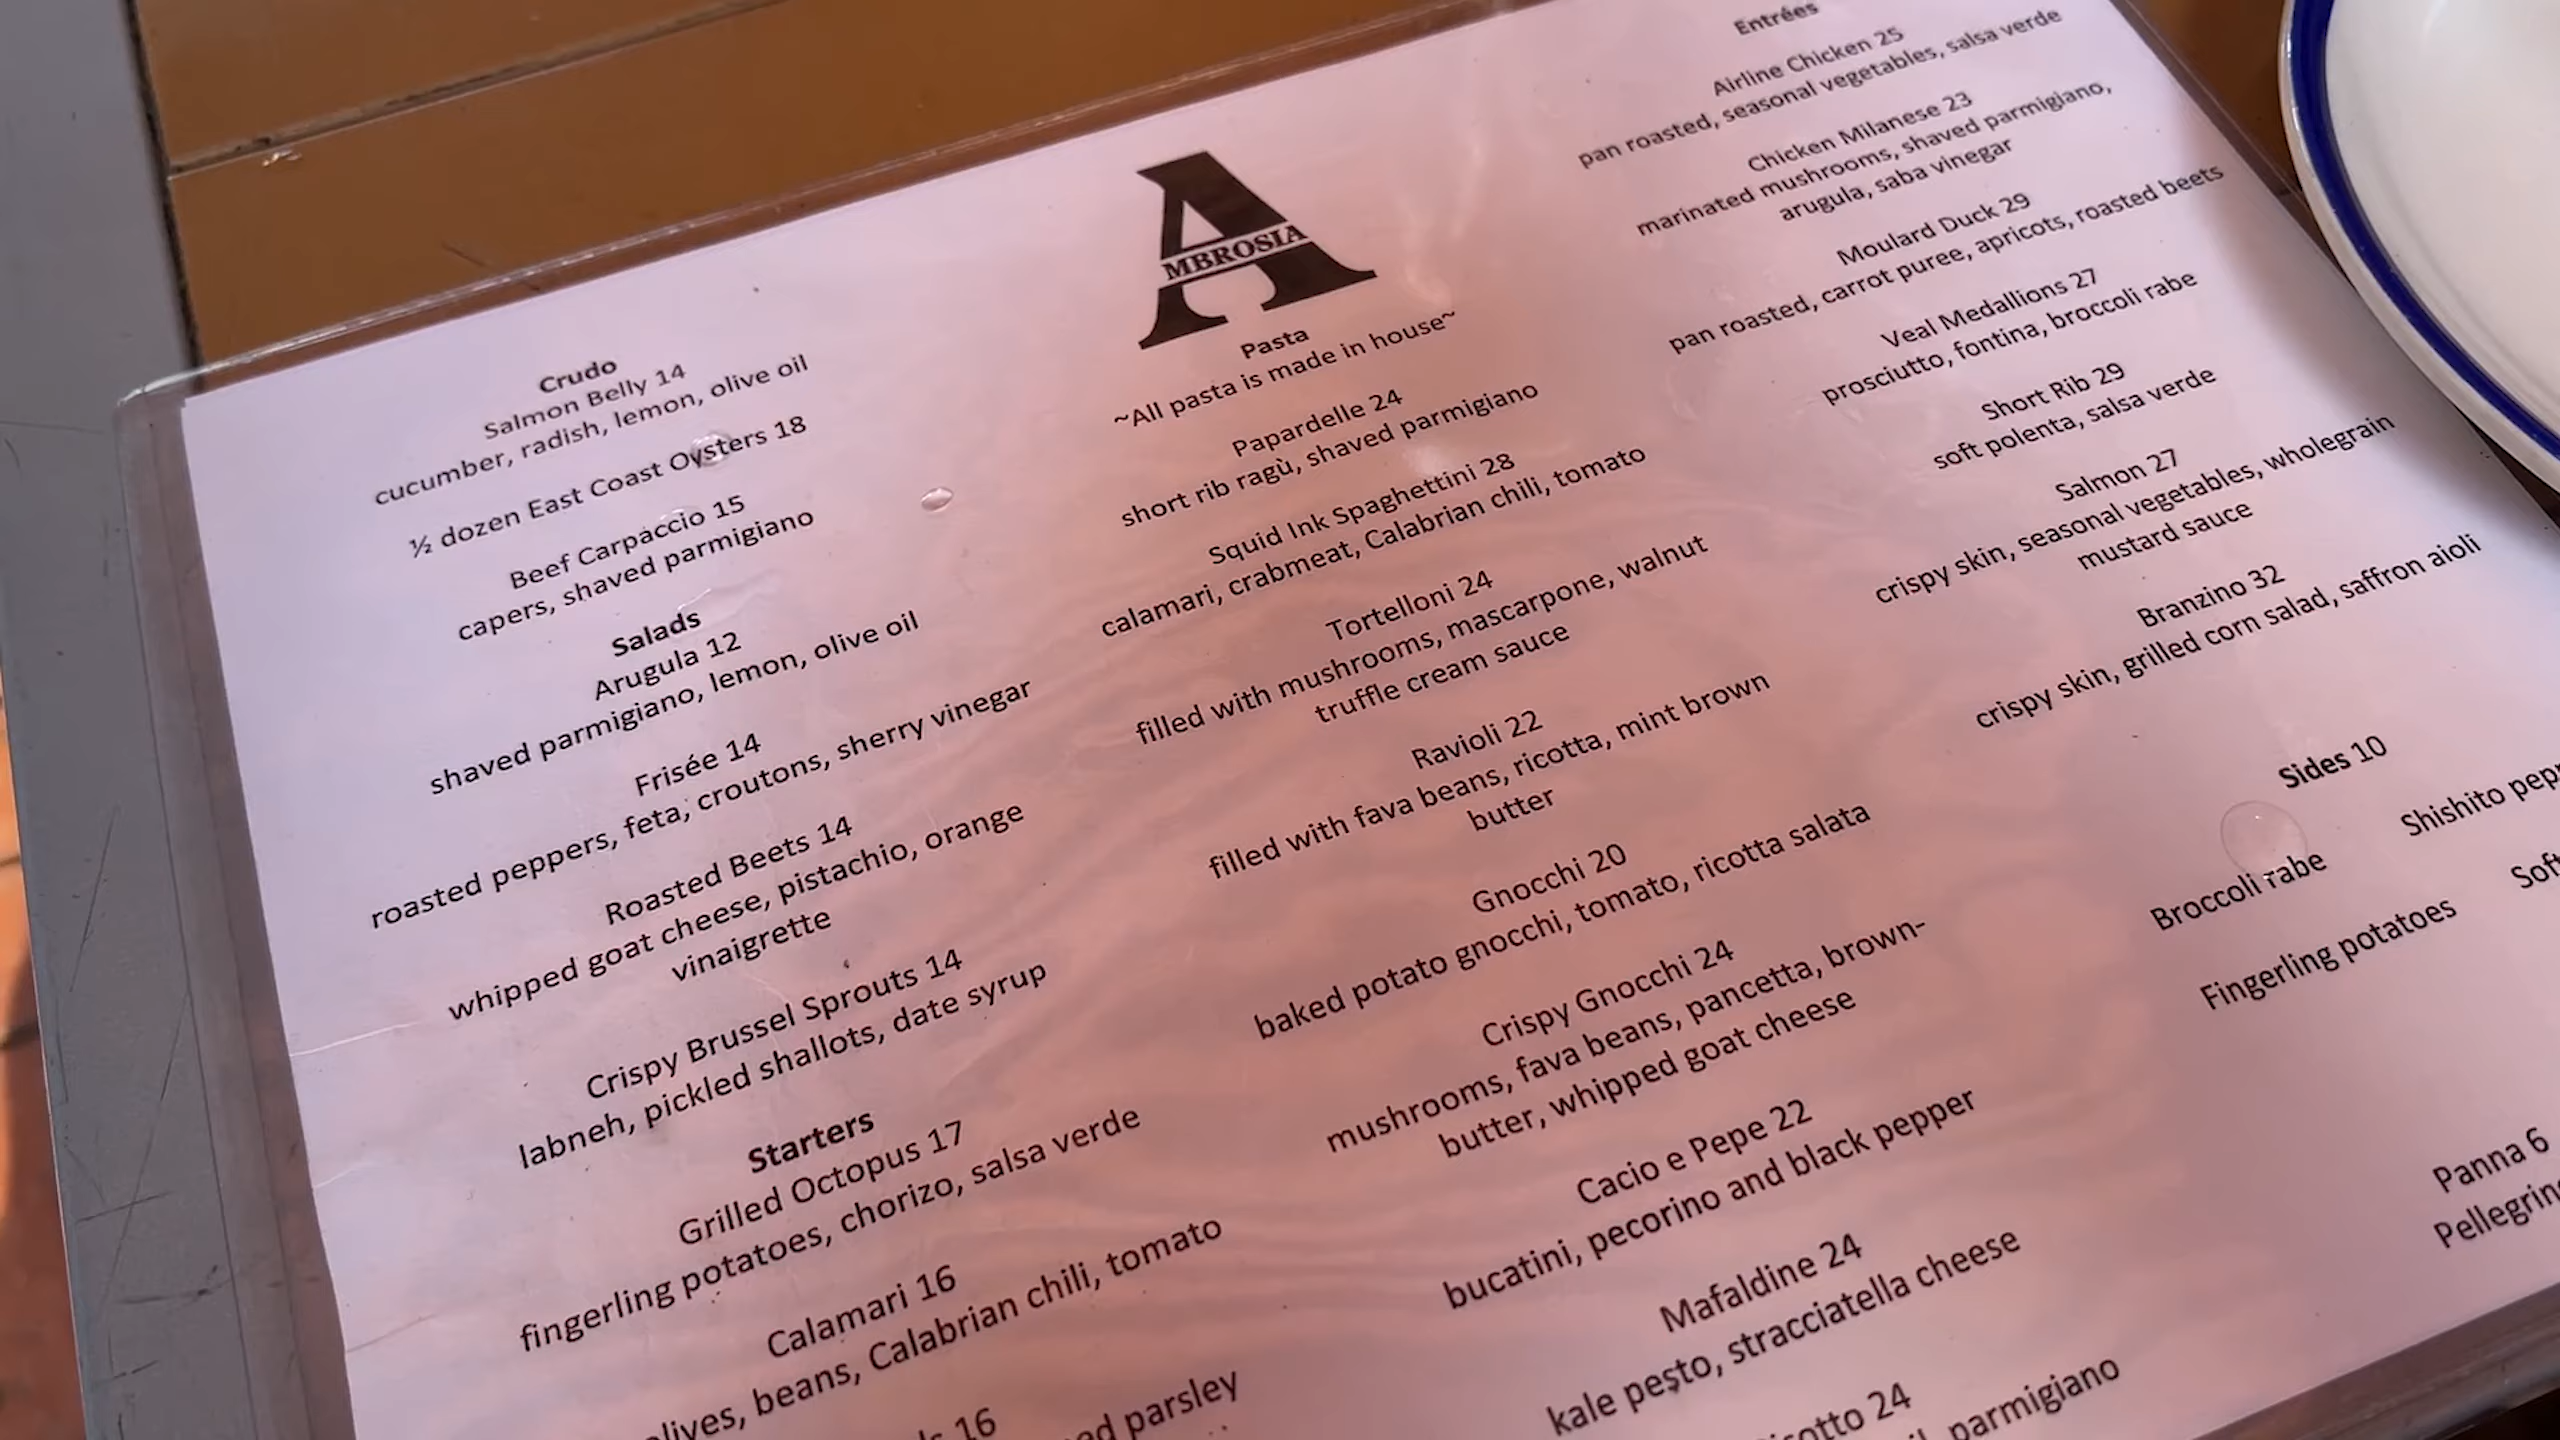 Crudo
Salmon Belly 14
cucumber, radish, lemon, olive oil
½ dozen East Coast Oysters 18
Beef Carpaccio 15
capers, shaved parmigiano
Salads
Arugula 12
shaved parmigiano, lemon, olive oil
Frisée 14
roasted peppers, feta, croutons, sherry vinegar
Roasted Beets 14
whipped goat cheese, pistachio, orange
vinaigrette
Crispy Brussel Sprouts 14
labneh, pickled shallots, date syrup
Starters
Grilled Octopus 17
fingerling potatoes, chorizo, salsa verde
Calamari 16
beans, Calabrian chili, tomato
16
parsley
AMBROSIA
Pasta
~All pasta is made in house~
Papardelle 24
short rib ragù, shaved parmigiano
Squid Ink Spaghettini 28
calamari, crabmeat, Calabrian chili, tomato
Tortelloni 24
filled with mushrooms, mascarpone, walnut
truffle cream sauce
Ravioli 22
filled with fava beans, ricotta, mint brown
butter
Gnocchi 20
baked potato gnocchi, tomato, ricotta salata
Crispy Gnocchi 24
mushrooms, fava beans, pancetta, brown-
butter, whipped goat cheese
Cacio e Pepe 22
bucatini, pecorino and black pepper
Mafaldine 24
kale pesto, stracciatella cheese
24
parmigiano
Entrées
Airline Chicken 25
pan roasted, seasonal vegetables, salsa verde
Chicken Milanese 23
marinated mushrooms, shaved parmigiano,
arugula, saba vinegar
Moulard Duck 29
pan roasted, carrot puree, apricots, roasted beets
Veal Medallions 27
prosciutto, fontina, broccoli rabe
Short Rib 29
soft polenta, salsa verde
Salmon 27
crispy skin, seasonal vegetables, wholegrain
mustard sauce
Branzino 32
crispy skin, grilled corn salad, saffron aioli
Sides 10
Shishito
Broccoli rabe
Fingerling potatoes
Panna 6